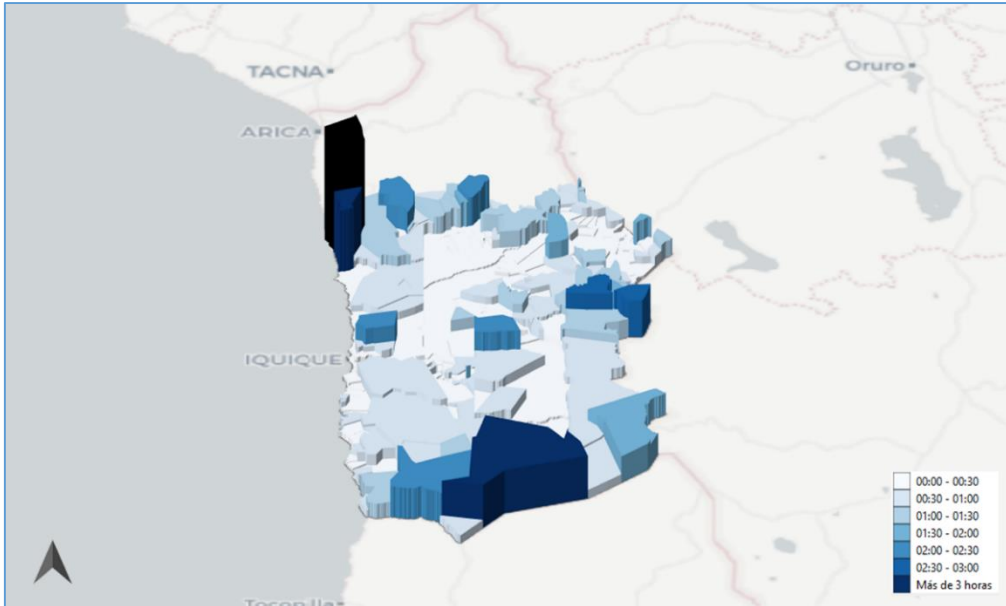 TACNA
Oruro
ARICA
IQUIQUE
00:00 - 00:30
00:30 - 01:00
01:00 - 01:30
01:30 - 02:00
02:00 - 02:30
02:30 - 03:00
Más de 3 horas
Tocopilla